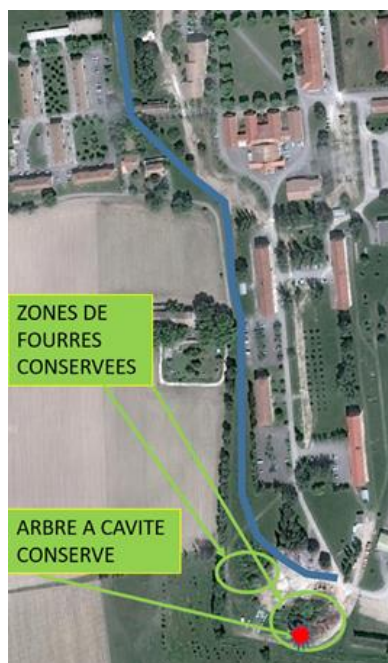 ZONES DE
FOURRES
CONSERVEES
ARBRE A CAVITE
CONSERVE